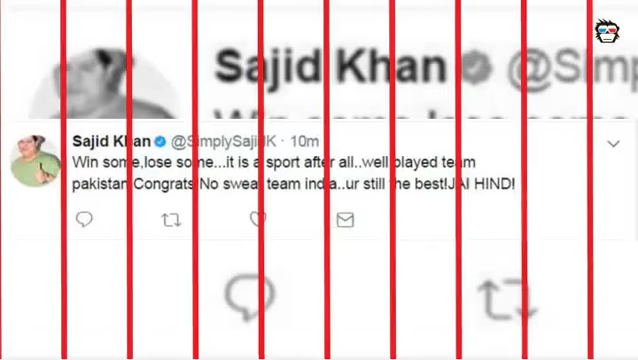 Sajid Khan @Simp
Sajid Khan @SimplySajidK · 10m
Win some,lose some...it is a sport after all..well played team
pakistan.Congrats!No sweat team india..ur still the best!JAI HIND!